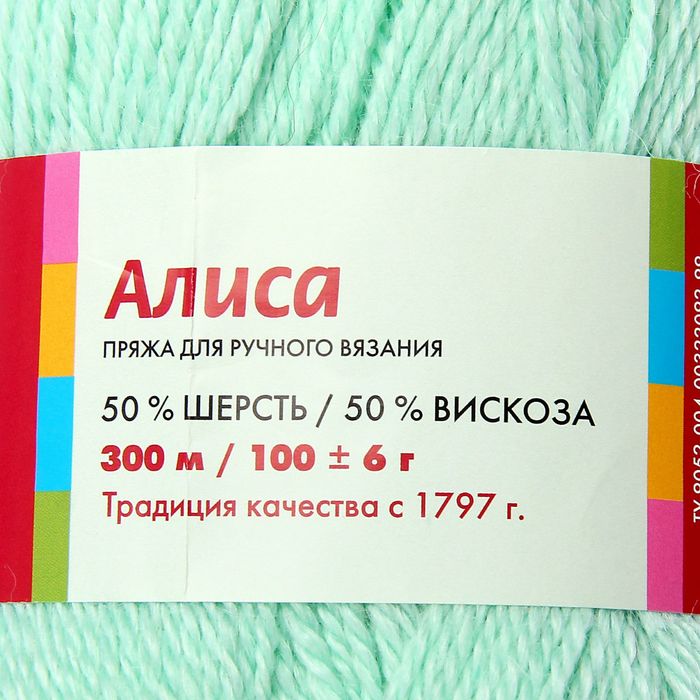 Алиса
ПРЯЖА ДЛЯ РУЧНОГО ВЯЗАНИЯ
50 % ШЕРСТЬ / 50 % ВИСКОЗА
300 м / 100 ± 6 г
Традиция качества с 1797 г.